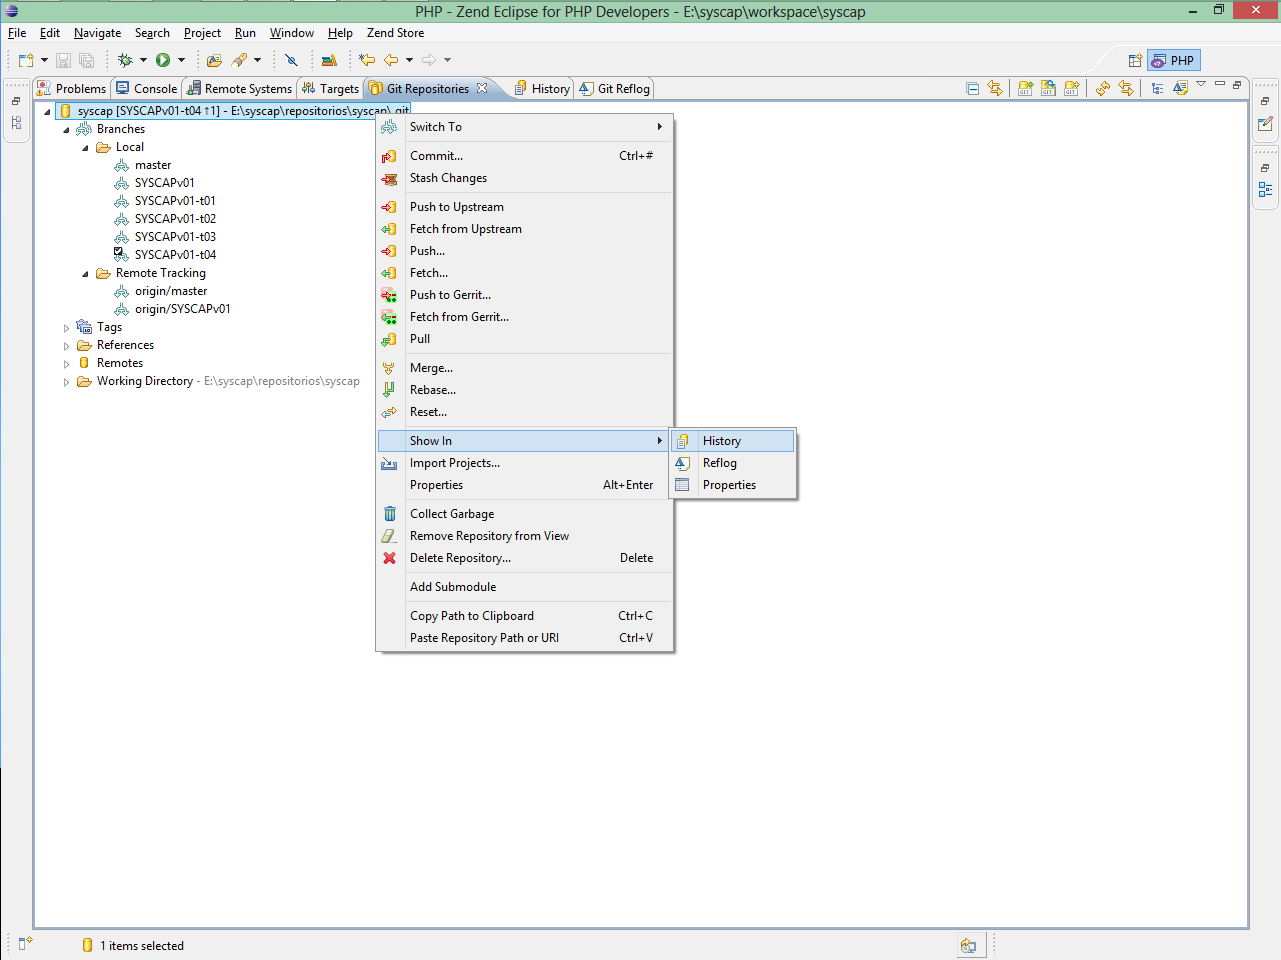 PHP - Zend Eclipse for PHP Developers - E:\syscap\workspace\syscap
File Edit Navigate Search Project Run Window Help Zend Store
PHP
Problems Console Remote Systems Targets Git Repositories History Git Reflog
syscap [SYSCAPv01-t04 ↑1] - E:\syscap\repositorios\syscap\.git
Branches
Local
master
SYSCAPv01
SYSCAPv01-t01
SYSCAPv01-t02
SYSCAPv01-t03
SYSCAPv01-t04
Remote Tracking
origin/master
origin/SYSCAPv01
Tags
References
Remotes
Working Directory - E:\syscap\repositorios\syscap
Switch To
Commit... Ctrl+#
Stash Changes
Push to Upstream
Fetch from Upstream
Push...
Fetch...
Push to Gerrit...
Fetch from Gerrit...
Pull
Merge...
Rebase...
Reset...
Show In
Import Projects...
Properties Alt+Enter
Collect Garbage
Remove Repository from View
Delete Repository... Delete
Add Submodule
Copy Path to Clipboard Ctrl+C
Paste Repository Path or URI Ctrl+V
History
Reflog
Properties
1 items selected